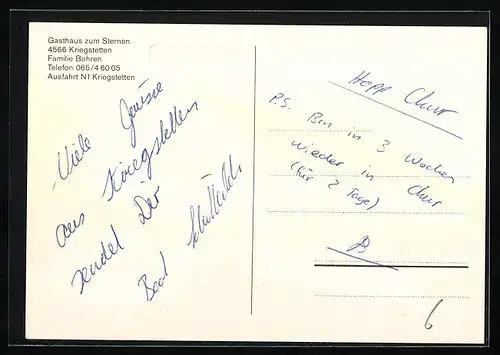 Gasthaus zum Sternen
4566 Kriegstetten
Familie Bohren
Telefon 065/4 60 05
Ausfahrt N1 Kriegstetten
Viele Grüsse
aus Kriegstetten
sendet Dir
Beat
Hopp Chur
P.S. Bin in 3 Wochen
wieder in Chur
(für 2 Tage)
B.
6